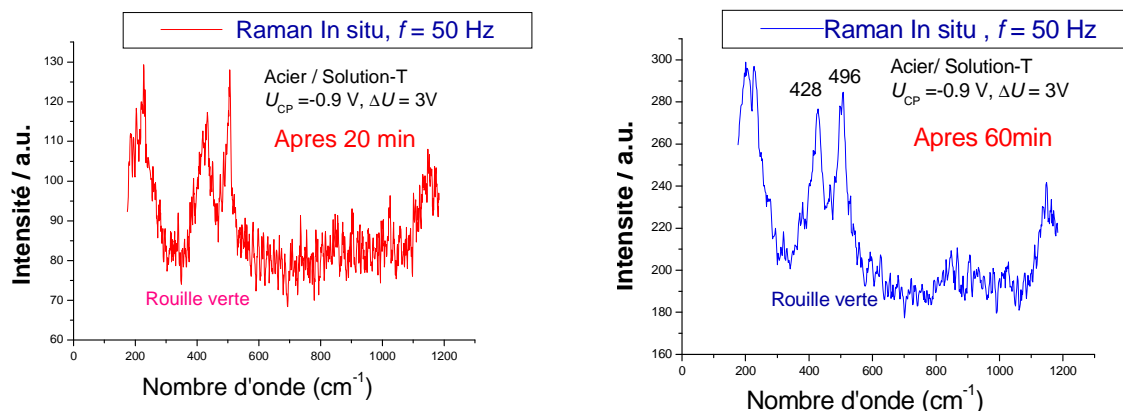 Raman In situ, f = 50 Hz
130
120
110
100
90
80
70
60
Intensité / a.u.
Acier / Solution-T
U_CP =-0.9 V, ΔU = 3V
Apres 20 min
Rouille verte
0 200 400 600 800 1000 1200
Nombre d'onde (cm⁻¹)
Raman In situ , f = 50 Hz
300
280
260
240
220
200
180
160
Intensite / a.u.
428 496
Acier/ Solution-T
U_CP =-0.9 V, ΔU = 3V
Apres 60min
Rouille verte
0 200 400 600 800 1000 1200
Nombre d'onde (cm⁻¹)